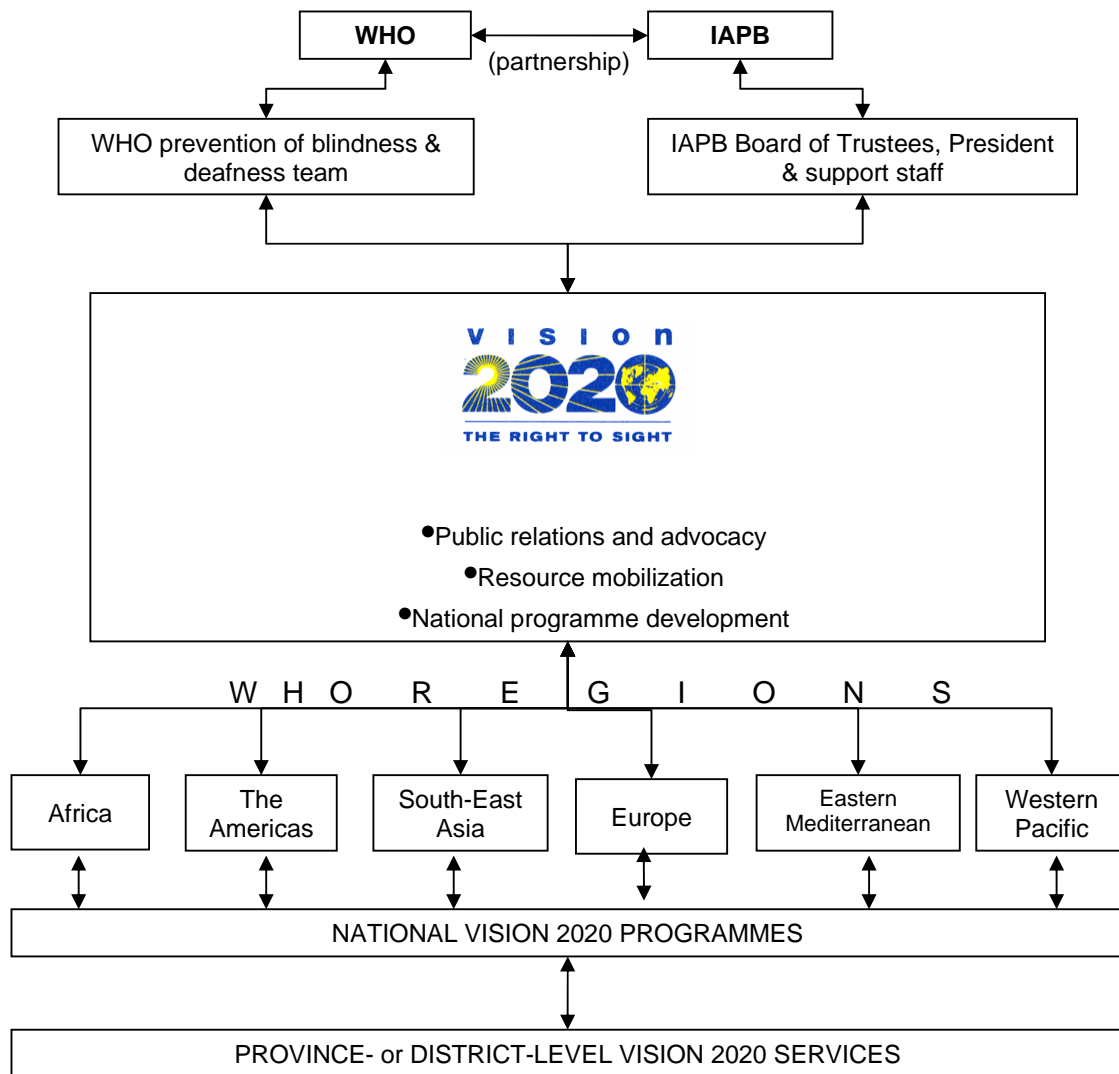 WHO
IAPB
(partnership)
WHO prevention of blindness &
deafness team
IAPB Board of Trustees, President
& support staff
vision
2020
THE RIGHT TO SIGHT
•Public relations and advocacy
•Resource mobilization
•National programme development
W H O R E G I O N S
Africa
The
Americas
South-East
Asia
Europe
Eastern
Mediterranean
Western
Pacific
NATIONAL VISION 2020 PROGRAMMES
PROVINCE- or DISTRICT-LEVEL VISION 2020 SERVICES